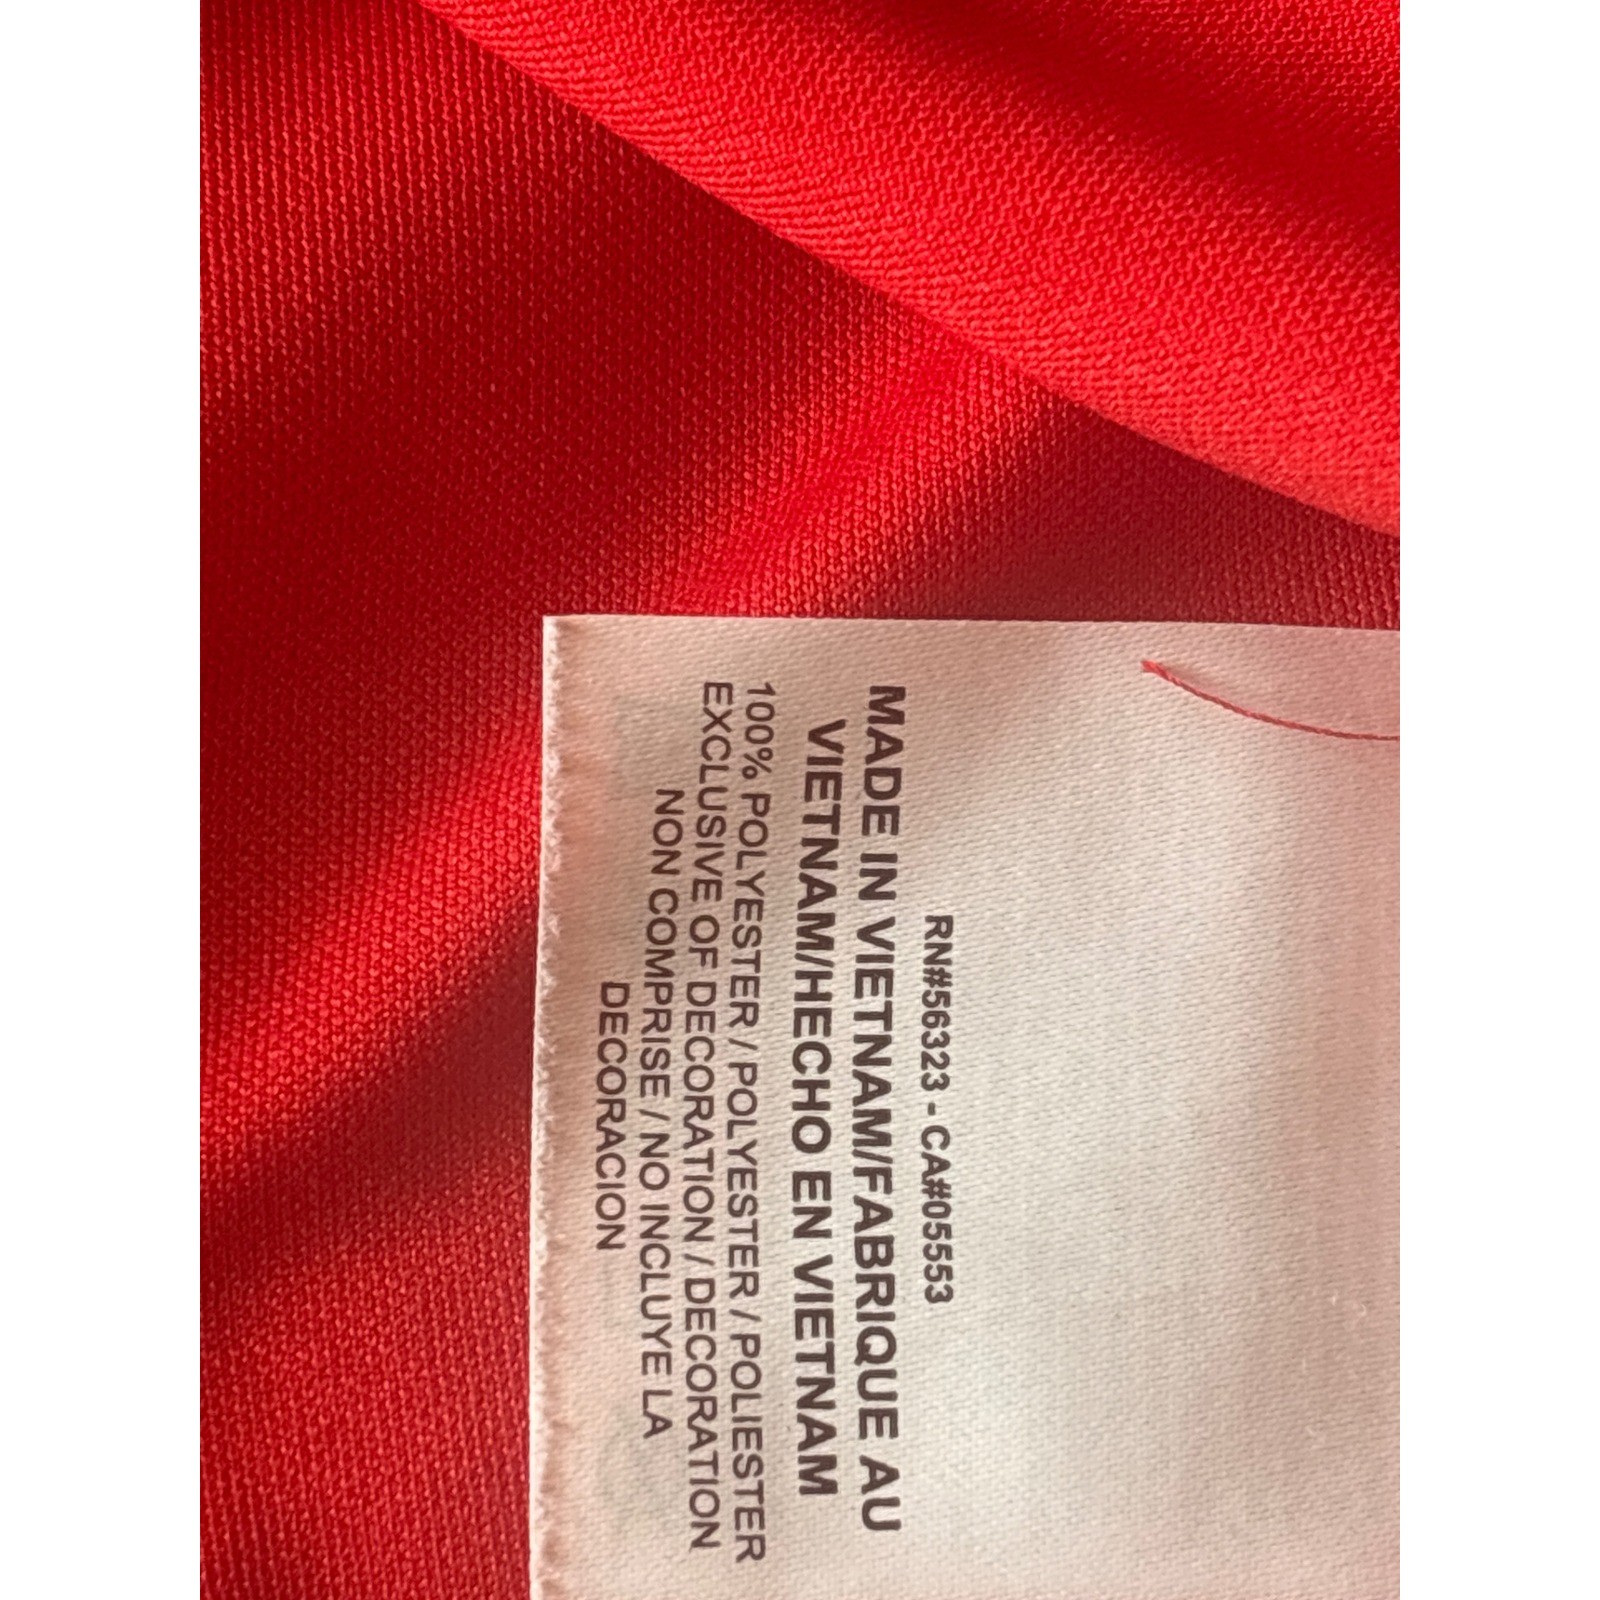 RN#56323 - CA#05553
MADE IN VIETNAM/FABRIQUE AU
VIETNAM/HECHO EN VIETNAM
100% POLYESTER / POLYESTER / POLIESTER
EXCLUSIVE OF DECORATION / DECORATION
NON COMPRISE / NO INCLUYE LA
DECORACION